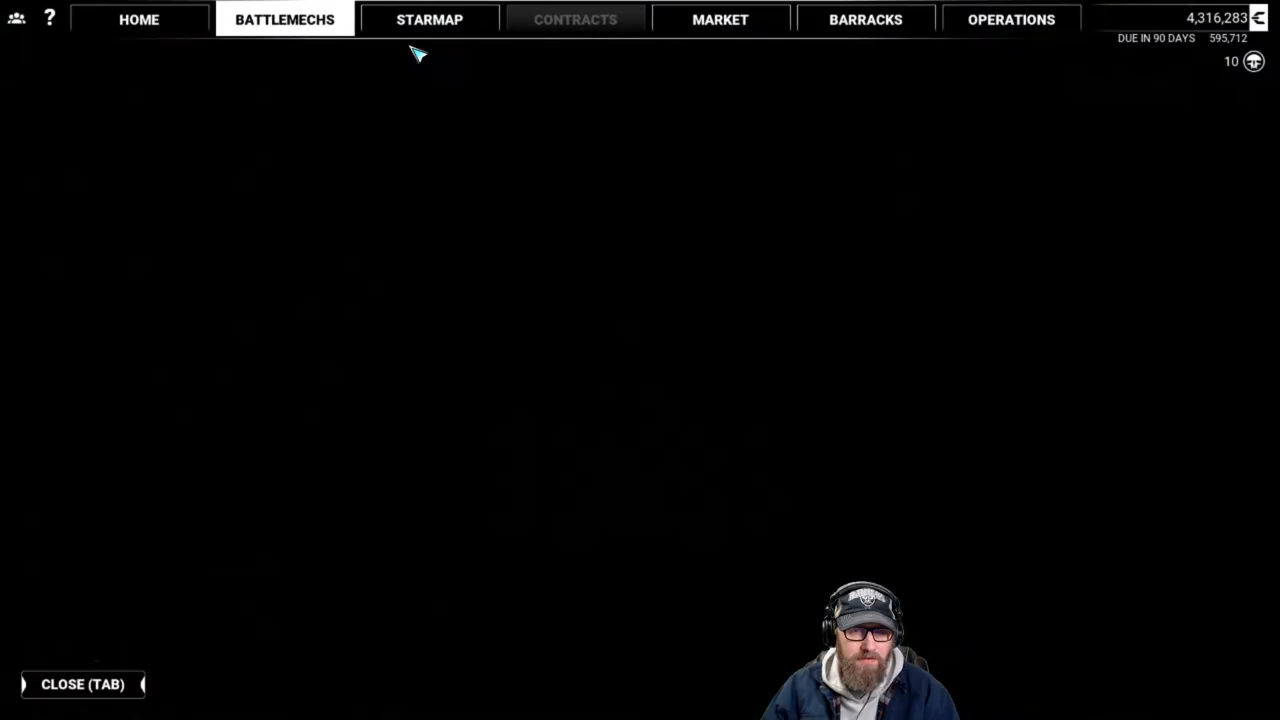 ?
HOME
BATTLEMECHS
STARMAP
CONTRACTS
MARKET
BARRACKS
OPERATIONS
4,316,283
DUE IN 90 DAYS 595,712
10
CLOSE (TAB)